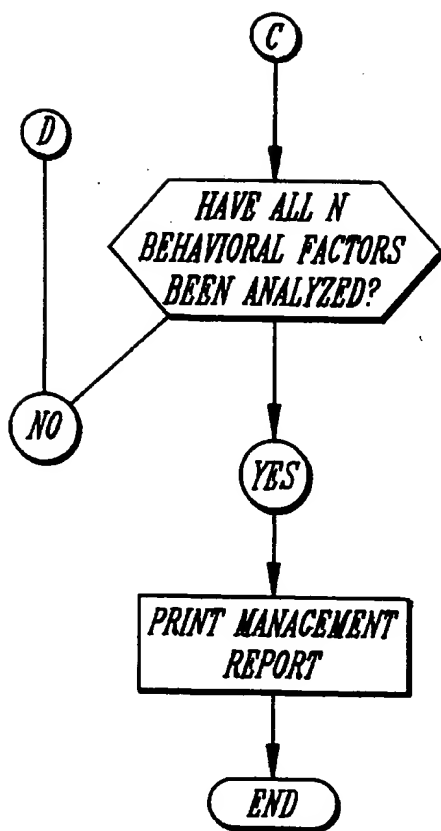 C
D
HAVE ALL N
BEHAVIORAL FACTORS
BEEN ANALYZED?
NO
YES
PRINT MANAGEMENT
REPORT
END